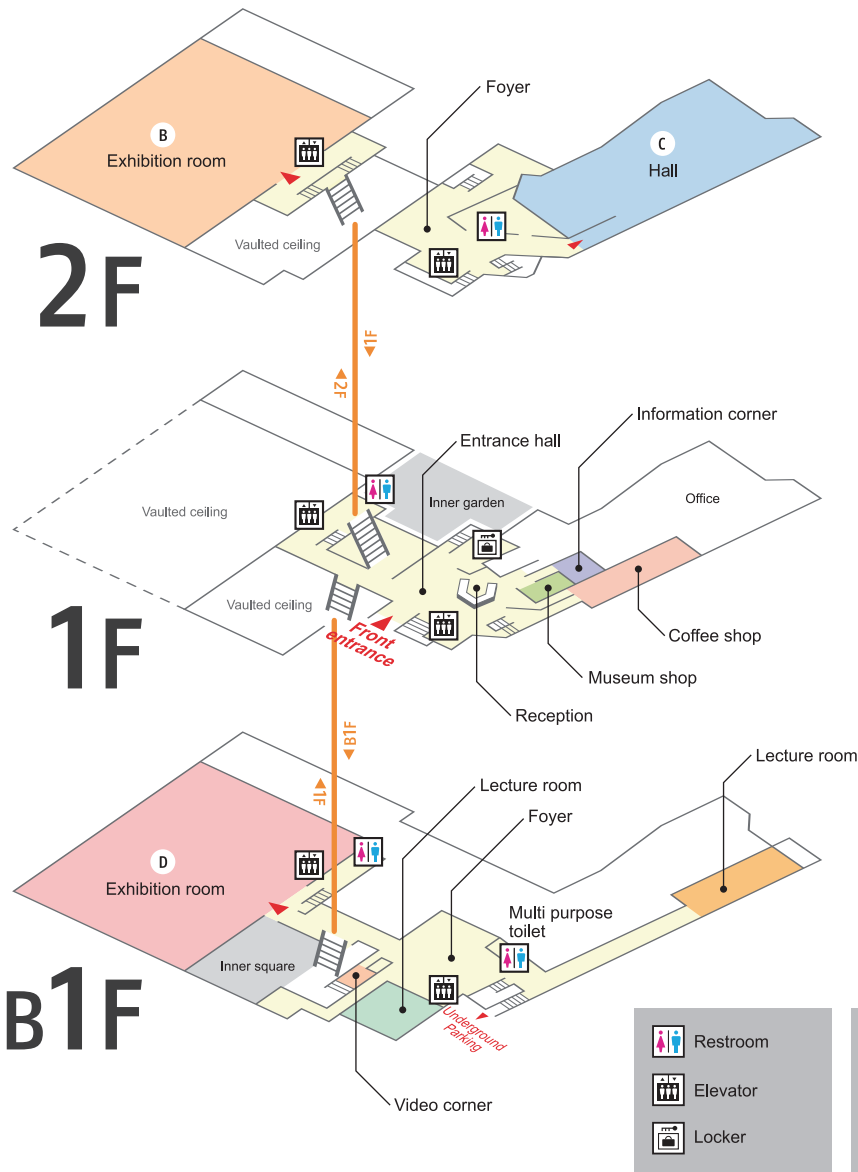 Foyer
B
Exhibition room
C
Hall
Vaulted ceiling
2F
◀1F
◀2F
Information corner
Entrance hall
Inner garden
Office
Vaulted ceiling
Vaulted ceiling
1F
Front
entrance
Coffee shop
Museum shop
Reception
◀B1F
◀1F
Lecture room
Lecture room
Foyer
D
Exhibition room
Multi purpose
toilet
Inner square
B1F
Underground
Parking
Video corner
Restroom
Elevator
Locker